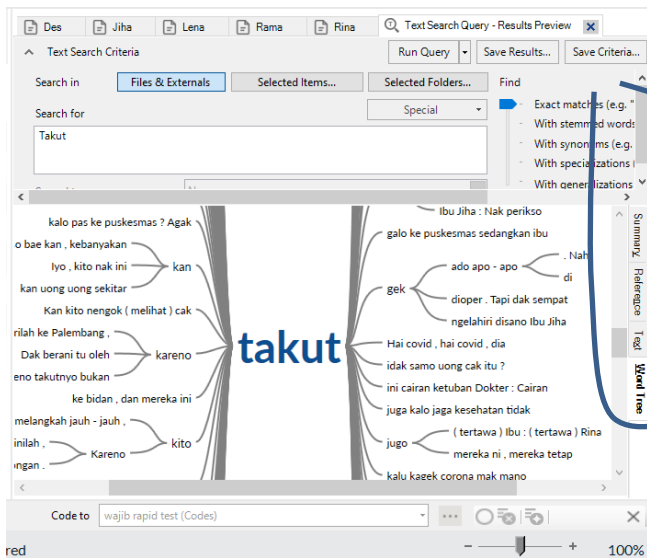 Des Jiha Lena Rama Rina Text Search Query - Results Preview
Text Search Criteria Run Query Save Results... Save Criteria...
Search in Files & Externals Selected Items... Selected Folders... Find
Search for Special Exact matches (e.g. "
Takut With stemmed words
With synonyms (e.g.
With specializations
With generalizations
kalo pas ke puskesmas ? Agak
o bae kan , kebanyakan
Iyo , kito nak ini
kan uong uong sekitar
kan
Kan kito nengok ( melihat ) cak
rilah ke Palembang ,
Dak berani tu oleh
eno takutnyo bukan
kareno
ke bidan , dan mereka ini
melangkah jauh - jauh ,
inilah ,
ongan .
Kareno
kito
takut
Ibu Jiha : Nak perikso
galo ke puskesmas sedangkan ibu
gek
ado apo - apo
. Nah
di
dioper . Tapi dak sempat
ngelahiri disano Ibu Jiha
Hai covid , hai covid , dia
idak samo uong cak itu ?
ini cairan ketuban Dokter : Cairan
juga kalo jaga kesehatan tidak
jugo
( tertawa ) Ibu : ( tertawa ) Rina
mereka ni , mereka tetap
kalu kagek corona mak mano
Summary
Reference
Text
Word Tree
Code to wajib rapid test (Codes)
red 100%